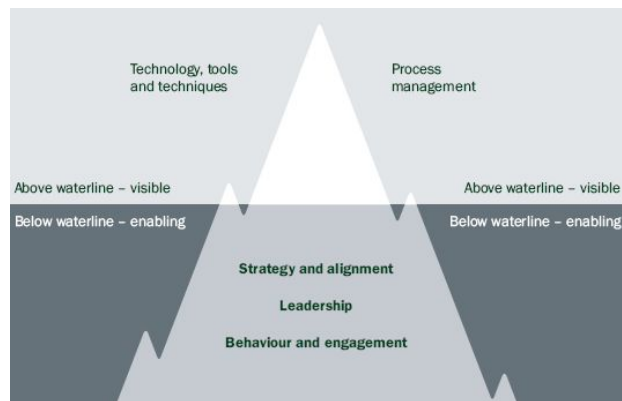 Technology, tools
and techniques
Process
management
Above waterline – visible
Above waterline – visible
Below waterline – enabling
Below waterline – enabling
Strategy and alignment
Leadership
Behaviour and engagement